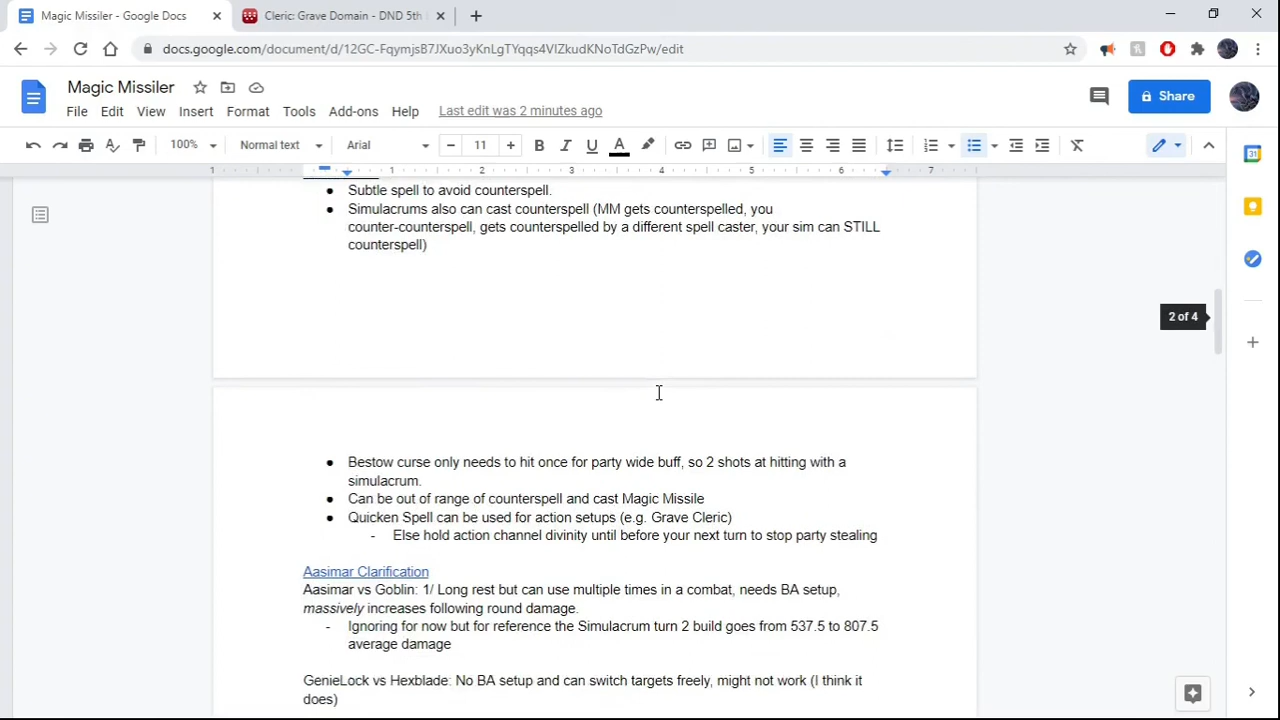 Magic Missiler - Google Docs
Cleric: Grave Domain - DND 5th
docs.google.com/document/d/12GC-FqymjsB7JXuo3yKnLgTYqqs4VIZkudKNoTdGzPw/edit
Magic Missiler
File Edit View Insert Format Tools Add-ons Help Last edit was 2 minutes ago
Share
100% Normal text Arial 11
1 1 2 3 4 5 6 7
● Subtle spell to avoid counterspell.
● Simulacrums also can cast counterspell (MM gets counterspelled, you
counter-counterspell, gets counterspelled by a different spell caster, your sim can STILL
counterspell)
2 of 4
● Bestow curse only needs to hit once for party wide buff, so 2 shots at hitting with a
simulacrum.
● Can be out of range of counterspell and cast Magic Missile
● Quicken Spell can be used for action setups (e.g. Grave Cleric)
- Else hold action channel divinity until before your next turn to stop party stealing
Aasimar Clarification
Aasimar vs Goblin: 1/ Long rest but can use multiple times in a combat, needs BA setup,
massively increases following round damage.
- Ignoring for now but for reference the Simulacrum turn 2 build goes from 537.5 to 807.5
average damage
GenieLock vs Hexblade: No BA setup and can switch targets freely, might not work (I think it
does)